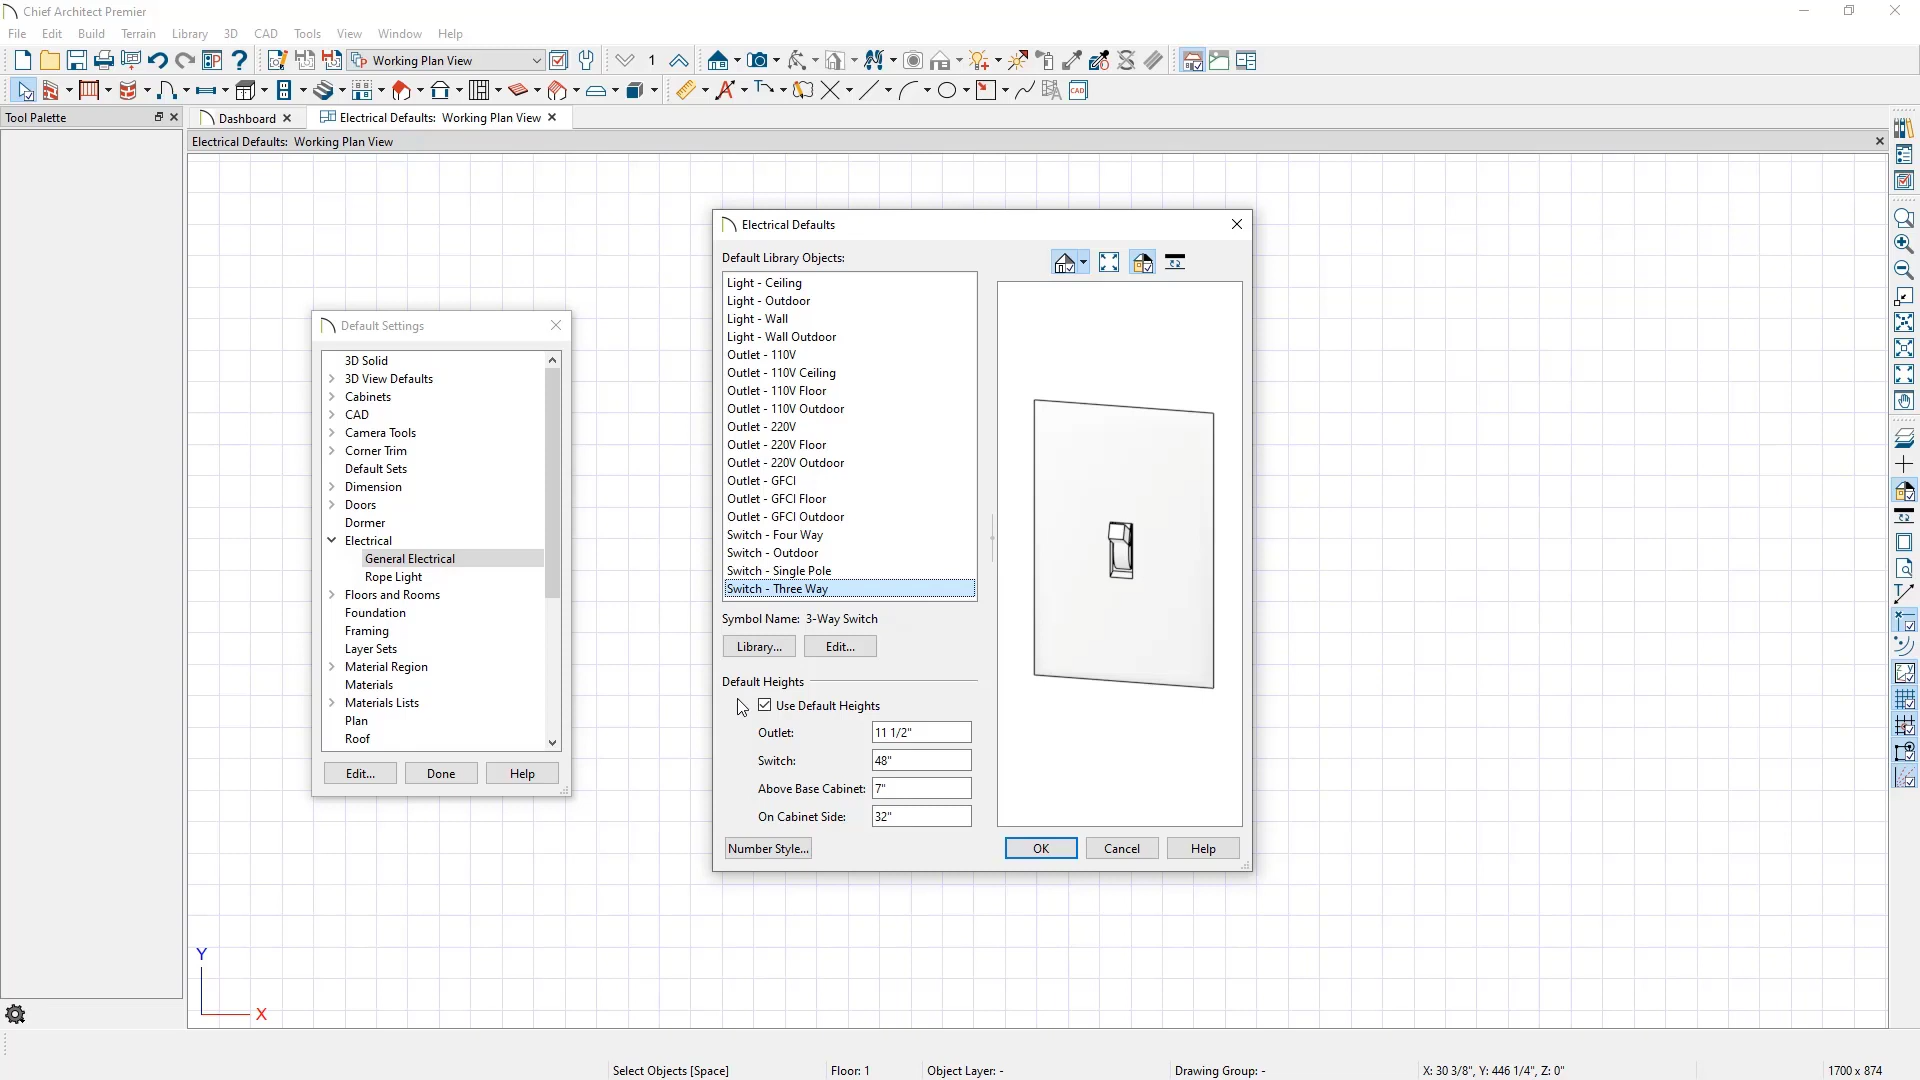 Chief Architect Premier
File Edit Build Terrain Library 3D CAD Tools View Window Help
Working Plan View 1
CAD
Tool Palette
Dashboard
Electrical Defaults: Working Plan View
Electrical Defaults: Working Plan View
Default Settings
3D Solid
3D View Defaults
Cabinets
CAD
Camera Tools
Corner Trim
Default Sets
Dimension
Doors
Dormer
Electrical
General Electrical
Rope Light
Floors and Rooms
Foundation
Framing
Layer Sets
Material Region
Materials
Materials Lists
Plan
Roof
Edit... Done Help
Electrical Defaults
Default Library Objects:
Light - Ceiling
Light - Outdoor
Light - Wall
Light - Wall Outdoor
Outlet - 110V
Outlet - 110V Ceiling
Outlet - 110V Floor
Outlet - 110V Outdoor
Outlet - 220V
Outlet - 220V Floor
Outlet - 220V Outdoor
Outlet - GFCI
Outlet - GFCI Floor
Outlet - GFCI Outdoor
Switch - Four Way
Switch - Outdoor
Switch - Single Pole
Switch - Three Way
Symbol Name: 3-Way Switch
Library... Edit...
Default Heights
Use Default Heights
Outlet: 11 1/2"
Switch: 48"
Above Base Cabinet: 7"
On Cabinet Side: 32"
Number Style... OK Cancel Help
Y
X
Select Objects [Space] Floor: 1 Object Layer: - Drawing Group: - X: 30 3/8", Y: 446 1/4", Z: 0" 1700 x 874